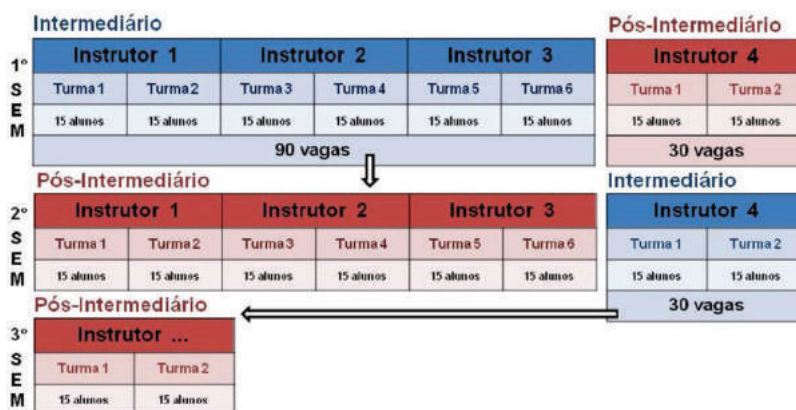 Intermediário
Pós-Intermediário
1º
S
E
M
Instrutor 1
Instrutor 2
Instrutor 3
Instrutor 4
Turma 1
Turma 2
Turma 3
Turma 4
Turma 5
Turma 6
Turma 1
Turma 2
15 alunos
15 alunos
15 alunos
15 alunos
15 alunos
15 alunos
15 alunos
15 alunos
90 vagas
30 vagas
Pós-Intermediário
Intermediário
2º
S
E
M
Instrutor 1
Instrutor 2
Instrutor 3
Instrutor 4
Turma 1
Turma 2
Turma 3
Turma 4
Turma 5
Turma 6
Turma 1
Turma 2
15 alunos
15 alunos
15 alunos
15 alunos
15 alunos
15 alunos
15 alunos
15 alunos
30 vagas
Pós-Intermediário
3º
S
E
M
Instrutor ...
Turma 1
Turma 2
15 alunos
15 alunos